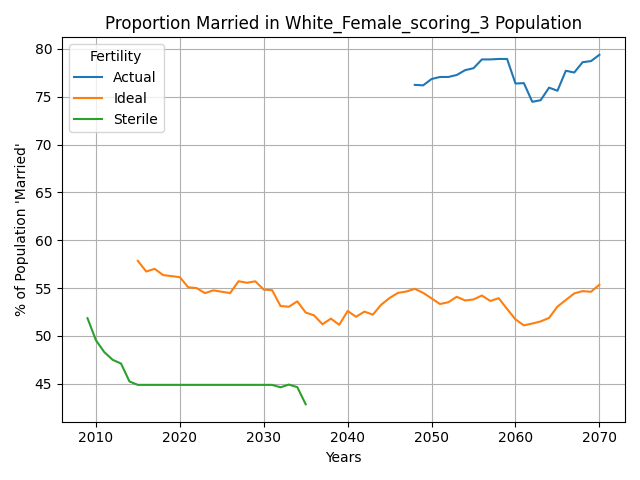 Proportion Married in White_Female_scoring_3 Population
% of Population 'Married'
Fertility
Actual
Ideal
Sterile
80
75
70
65
60
55
50
45
2010 2020 2030 2040 2050 2060 2070
Years